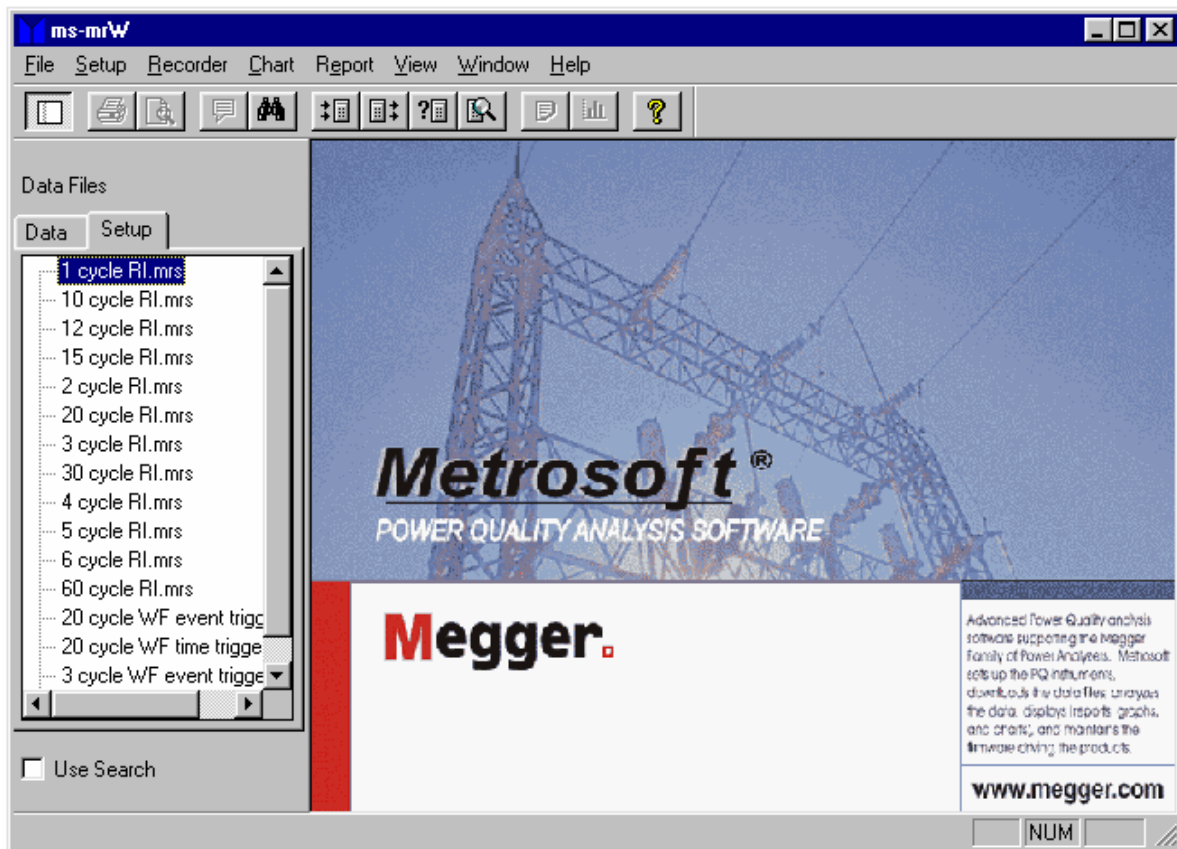 ms-mrW
File Setup Recorder Chart Report View Window Help
Data Files
Data Setup
1 cycle RI.mrs
10 cycle RI.mrs
12 cycle RI.mrs
15 cycle RI.mrs
2 cycle RI.mrs
20 cycle RI.mrs
3 cycle RI.mrs
30 cycle RI.mrs
4 cycle RI.mrs
5 cycle RI.mrs
6 cycle RI.mrs
60 cycle RI.mrs
20 cycle WF event trigg
20 cycle WF time trigge
3 cycle WF event trigge
Use Search
Metrosoft ®
POWER QUALITY ANALYSIS SOFTWARE
Megger.
Advanced Power Quality analysis
software supporting the Megger
Family of Power Analyzers. Metrosoft
sets up the PQ instruments,
downloads the data files, analyzes
the data, displays (reports, graphs,
and charts), and maintains the
firmware driving the products.
www.megger.com
NUM